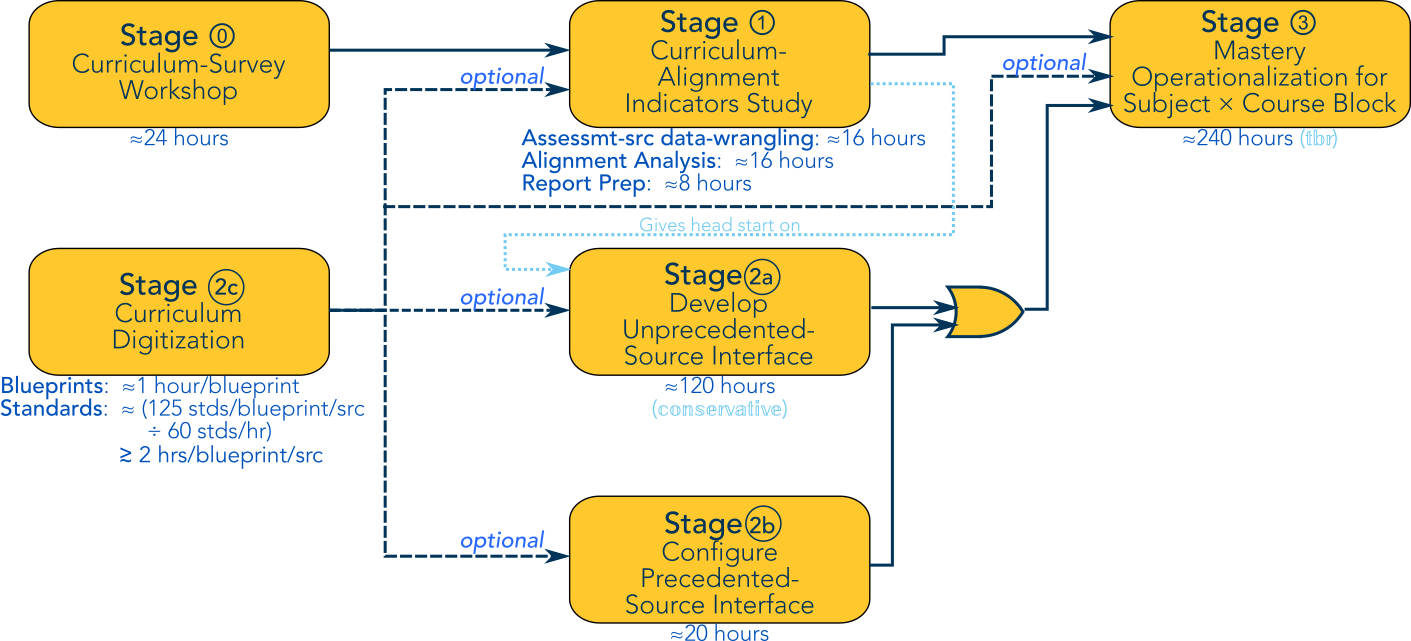 Stage 0
Curriculum-Survey
Workshop
≈24 hours
Stage 1
Curriculum-
Alignment
Indicators Study
Assessmt-src data-wrangling: ≈16 hours
Alignment Analysis: ≈16 hours
Report Prep: ≈8 hours
Stage 3
Mastery
Operationalization for
Subject × Course Block
≈240 hours (tbr)
optional
optional
Gives head start on
Stage 2c
Curriculum
Digitization
Blueprints: ≈1 hour/blueprint
Standards: ≈ (125 stds/blueprint/src
÷ 60 stds/hr)
≳ 2 hrs/blueprint/src
optional
Stage 2a
Develop
Unprecedented-
Source Interface
≈120 hours
(conservative)
optional
Stage 2b
Configure
Precedented-
Source Interface
≈20 hours